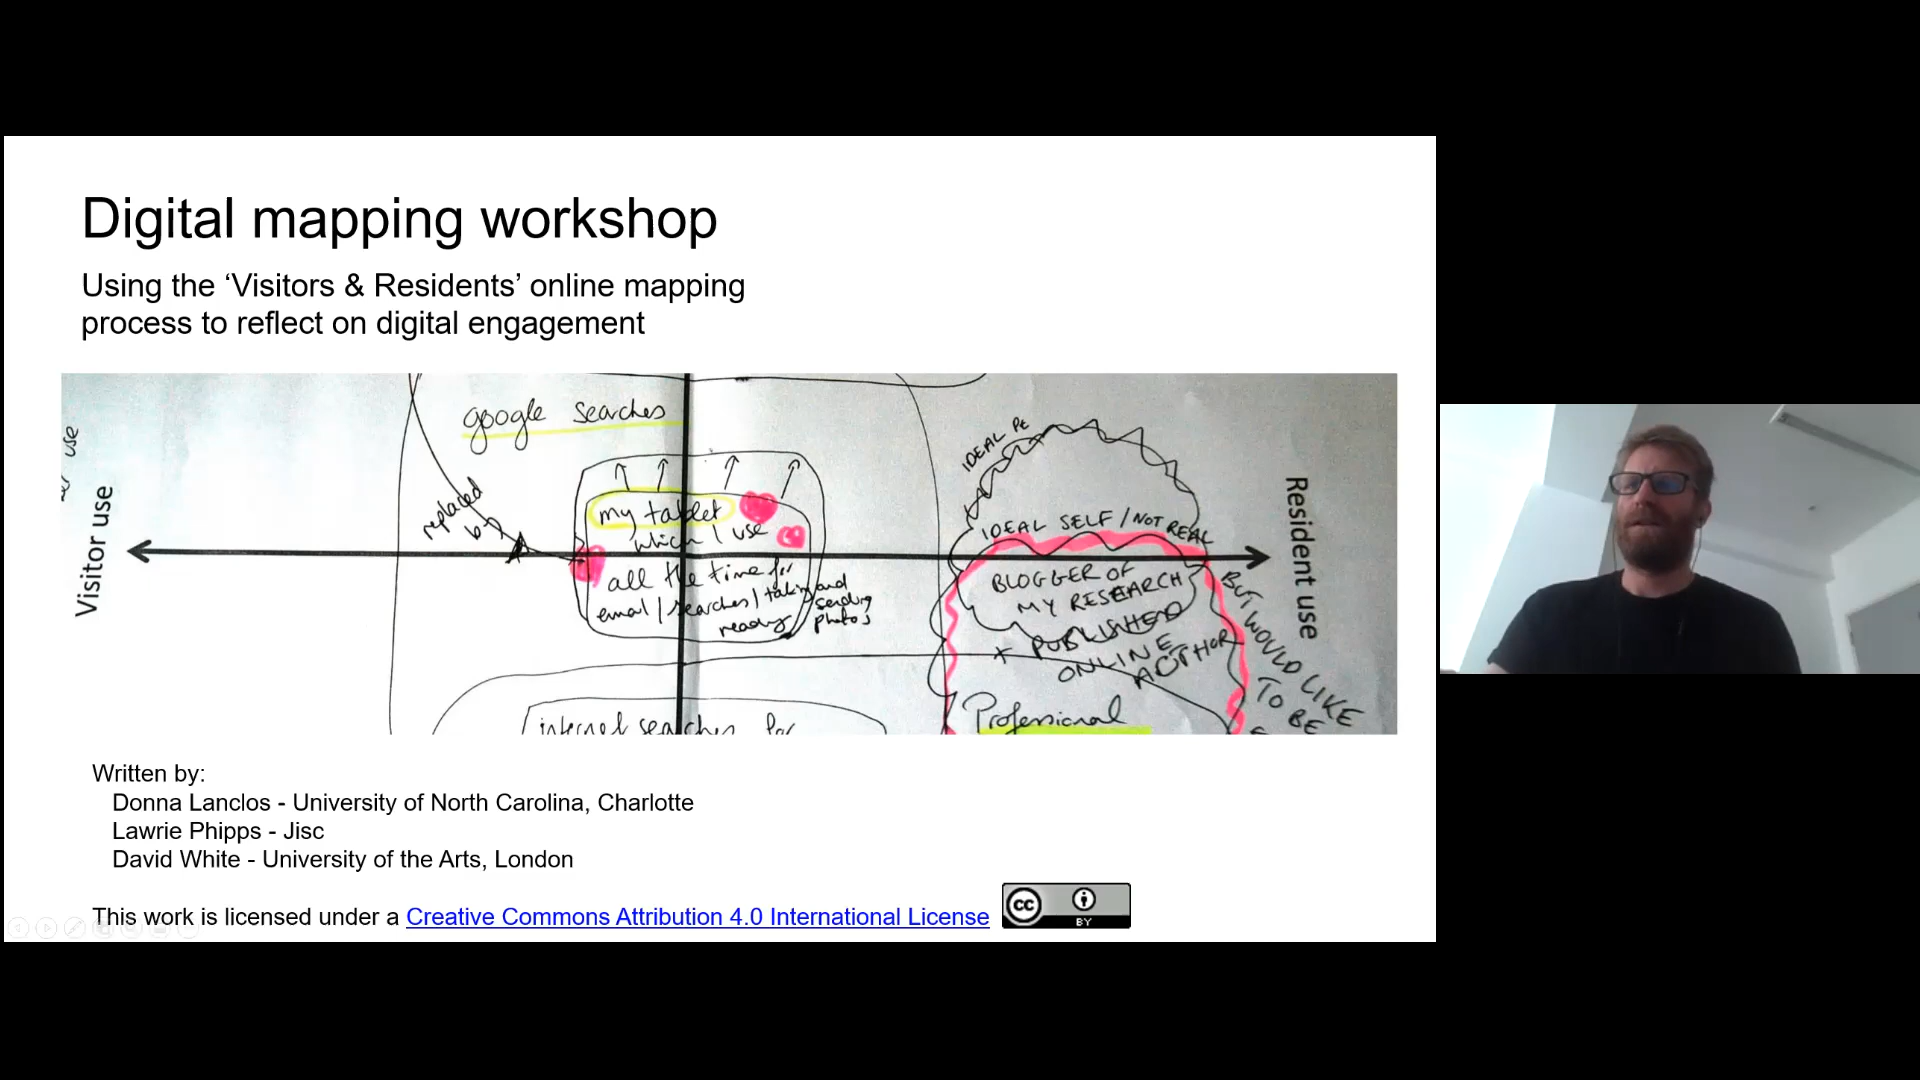 Digital mapping workshop
Using the ‘Visitors & Residents’ online mapping
process to reflect on digital engagement
use
Visitor use
google searches
replaced
by
my tablet
which I use
all the time for
email / searches / taking and
sending
photos
reading
internet searches for
IDEAL
IDEAL SELF / NOT REAL
BLOGGER OF
MY RESEARCH
+ PUBLISHED
ONLINE
AUTHOR
BUT WOULD LIKE
TO BE
Professional
Resident use
Written by:
Donna Lanclos - University of North Carolina, Charlotte
Lawrie Phipps - Jisc
David White - University of the Arts, London
This work is licensed under a Creative Commons Attribution 4.0 International License
cc
BY